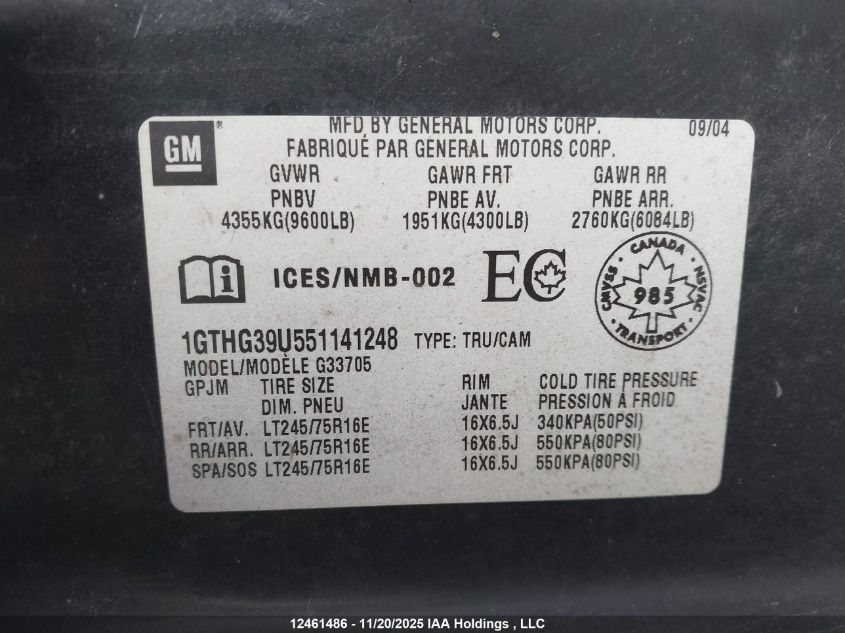 GM
MFD BY GENERAL MOTORS CORP. 09/04
FABRIQUÉ PAR GENERAL MOTORS CORP.
GVWR GAWR FRT GAWR RR
PNBV PNBE AV. PNBE ARR.
4355KG(9600LB) 1951KG(4300LB) 2760KG(6084LB)
i ICES/NMB-002 EC
CANADA
CMVSS 985 NSVAC
TRANSPORT
1GTHG39U551141248 TYPE: TRU/CAM
MODEL/MODÈLE G33705
GPJM TIRE SIZE RIM COLD TIRE PRESSURE
DIM. PNEU JANTE PRESSION À FROID
FRT/AV. LT245/75R16E 16X6.5J 340KPA(50PSI)
RR/ARR. LT245/75R16E 16X6.5J 550KPA(80PSI)
SPA/SOS LT245/75R16E 16X6.5J 550KPA(80PSI)
12461486 - 11/20/2025 IAA Holdings , LLC